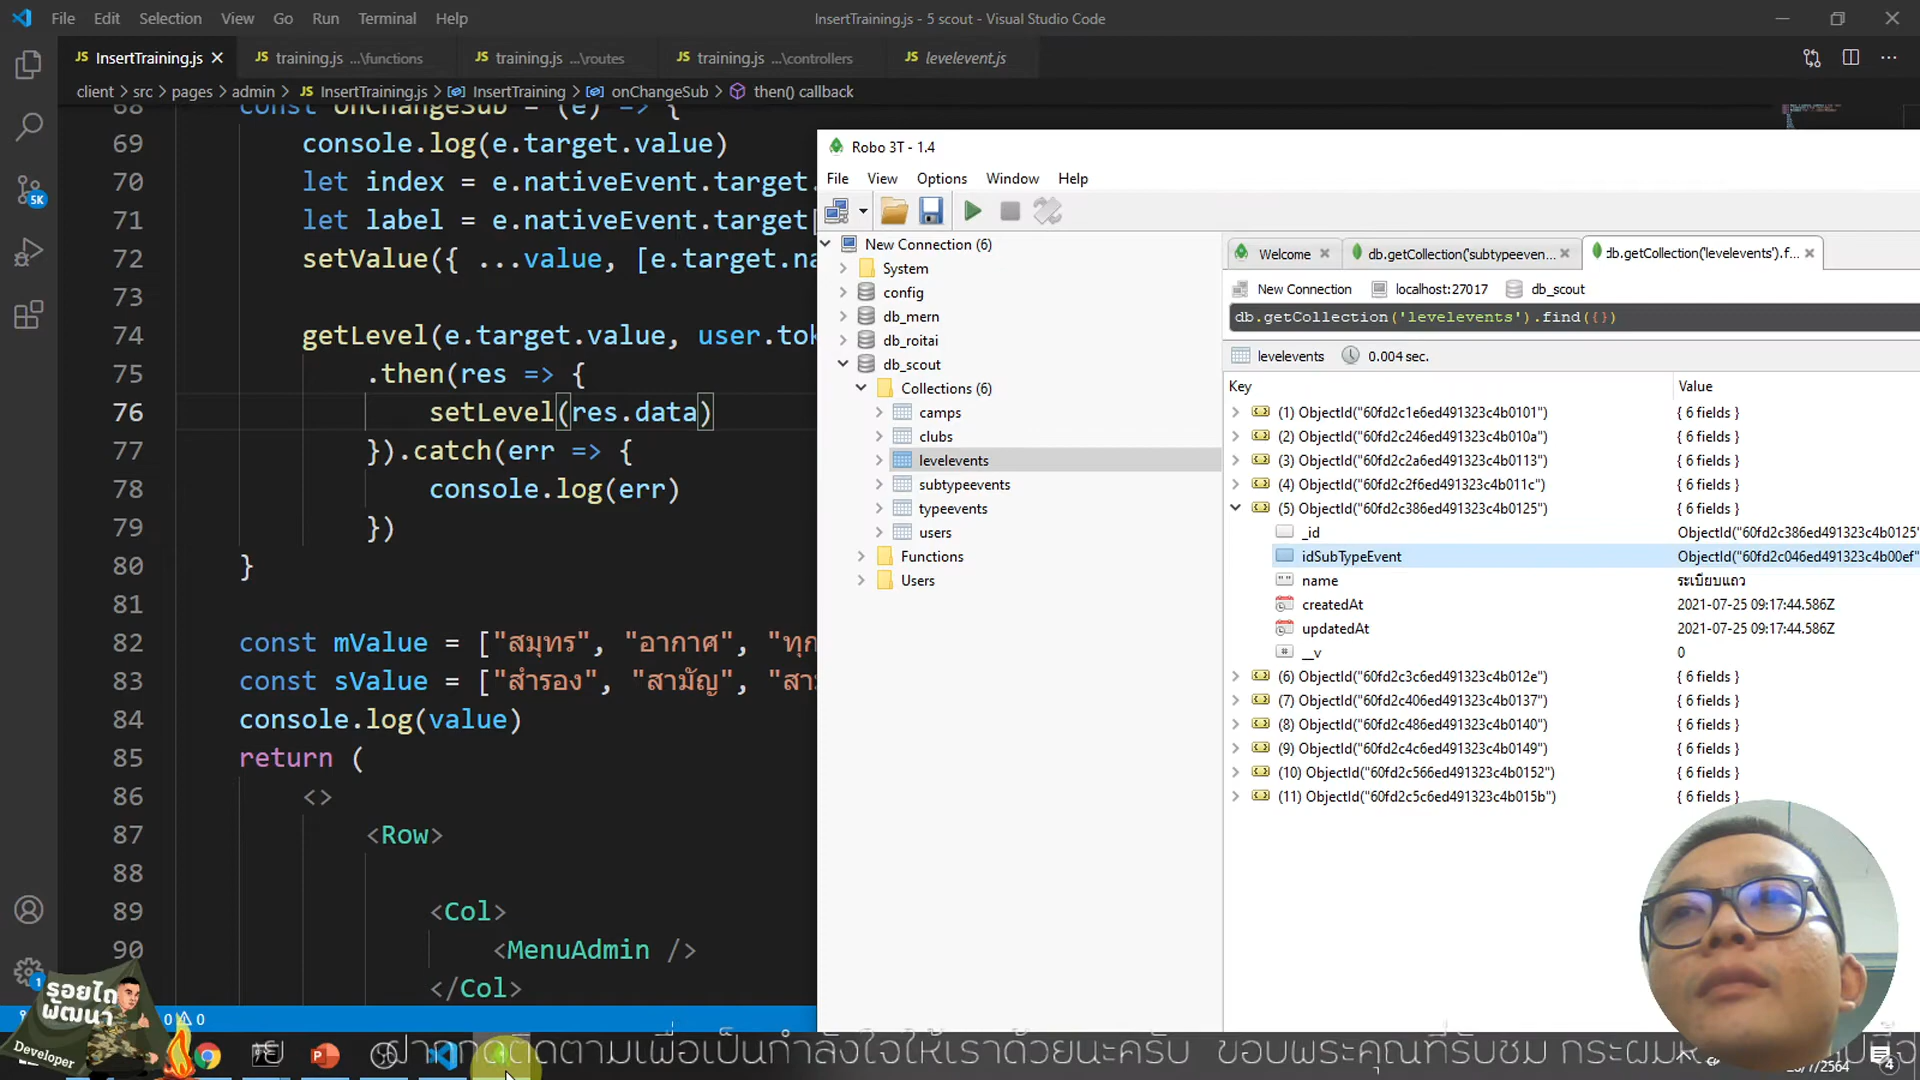 File Edit Selection View Go Run Terminal Help
InsertTraining.js - 5 scout - Visual Studio Code
JS InsertTraining.js
JS training.js ...\functions
JS training.js ...\routes
JS training.js ...\controllers
JS levelevent.js
client > src > pages > admin > JS InsertTraining.js > InsertTraining > onChangeSub > then() callback
68 const onChangeSub = (e) => {
69 console.log(e.target.value)
70 let index = e.nativeEvent.target.
71 let label = e.nativeEvent.target[
72 setValue({ ...value, [e.target.na
73
74 getLevel(e.target.value, user.tok
75 .then(res => {
76 setLevel(res.data)
77 }).catch(err => {
78 console.log(err)
79 })
80 }
81
82 const mValue = ["สมุทร", "อากาศ", "ทุก
83 const sValue = ["สำรอง", "สามัญ", "สา
84 console.log(value)
85 return (
86 <>
87 <Row>
88
89 <Col>
90 <MenuAdmin />
</Col>
5K
1
0 0
Robo 3T - 1.4
File View Options Window Help
New Connection (6)
System
config
db_mern
db_roitai
db_scout
Collections (6)
camps
clubs
levelevents
subtypeevents
typeevents
users
Functions
Users
Welcome
db.getCollection('subtypeeven...
db.getCollection('levelevents').f...
New Connection localhost:27017 db_scout
db.getCollection('levelevents').find({})
levelevents 0.004 sec.
Key Value
(1) ObjectId("60fd2c1e6ed491323c4b0101") { 6 fields }
(2) ObjectId("60fd2c246ed491323c4b010a") { 6 fields }
(3) ObjectId("60fd2c2a6ed491323c4b0113") { 6 fields }
(4) ObjectId("60fd2c2f6ed491323c4b011c") { 6 fields }
(5) ObjectId("60fd2c386ed491323c4b0125") { 6 fields }
_id ObjectId("60fd2c386ed491323c4b0125"
idSubTypeEvent ObjectId("60fd2c046ed491323c4b00ef"
name ระเบียบแถว
createdAt 2021-07-25 09:17:44.586Z
updatedAt 2021-07-25 09:17:44.586Z
__v 0
(6) ObjectId("60fd2c3c6ed491323c4b012e") { 6 fields }
(7) ObjectId("60fd2c406ed491323c4b0137") { 6 fields }
(8) ObjectId("60fd2c486ed491323c4b0140") { 6 fields }
(9) ObjectId("60fd2c4c6ed491323c4b0149") { 6 fields }
(10) ObjectId("60fd2c566ed491323c4b0152") { 6 fields }
(11) ObjectId("60fd2c5c6ed491323c4b015b") { 6 fields }
รอยไถ
พัฒนา
Developer
ฝากกดติดตามเพื่อเป็นกำลังใจให้เราด้วยนะครับ ขอบพระคุณที่รับชม กระผม
4